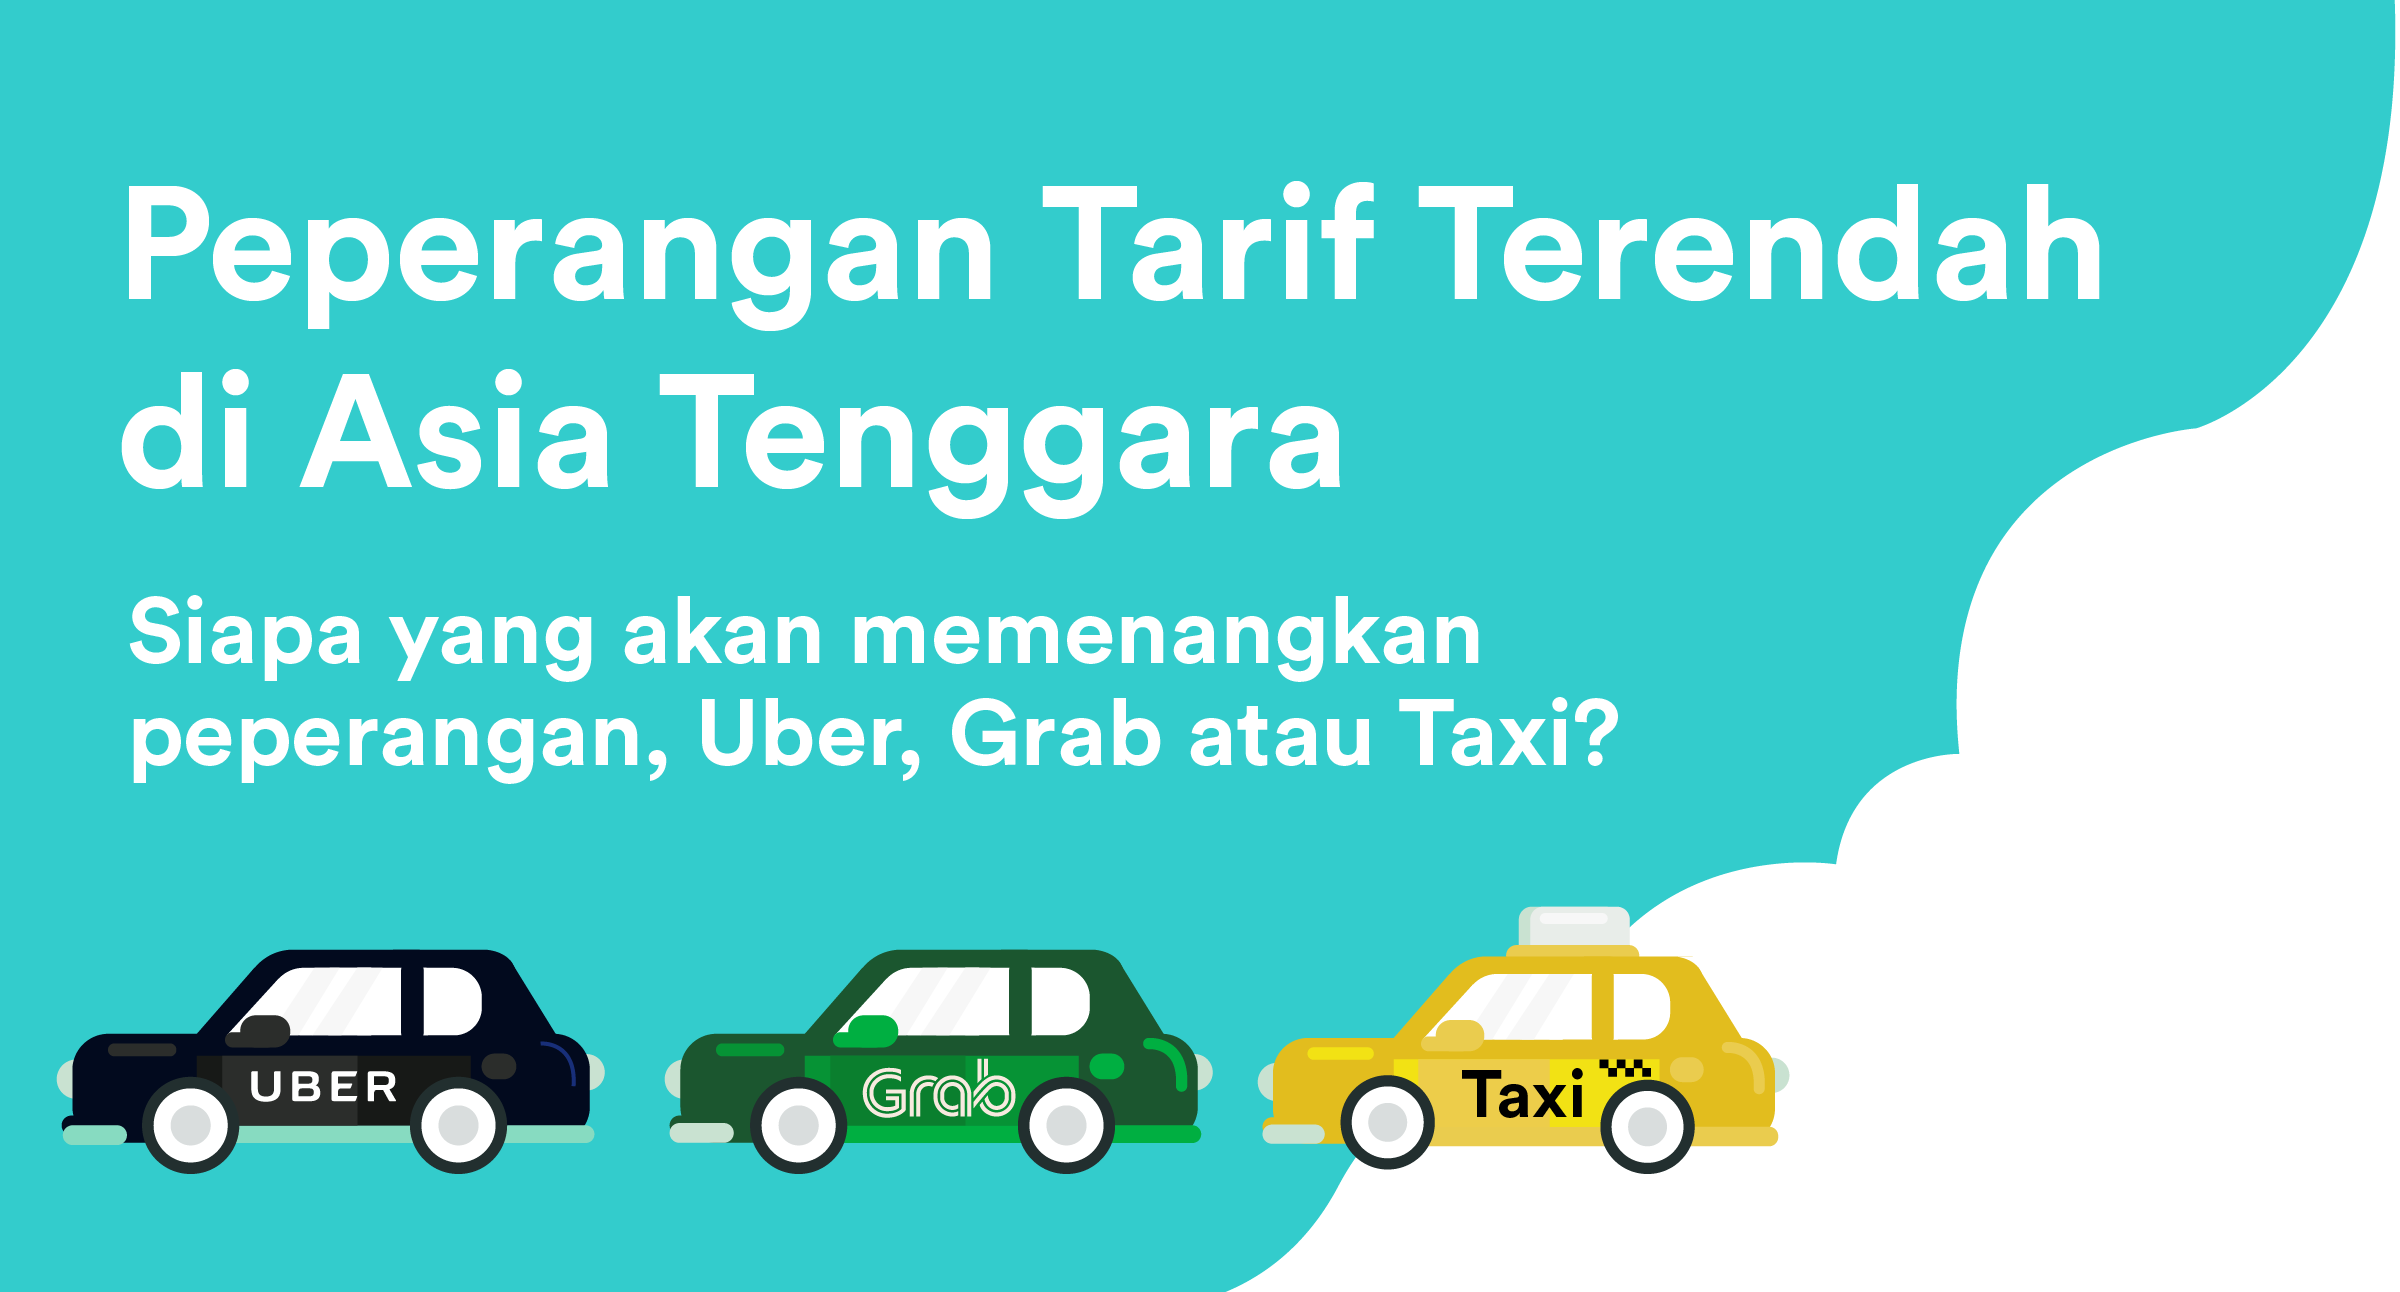 Peperangan Tarif Terendah
di Asia Tenggara
Siapa yang akan memenangkan
peperangan, Uber, Grab atau Taxi?
UBER
Grab
Taxi